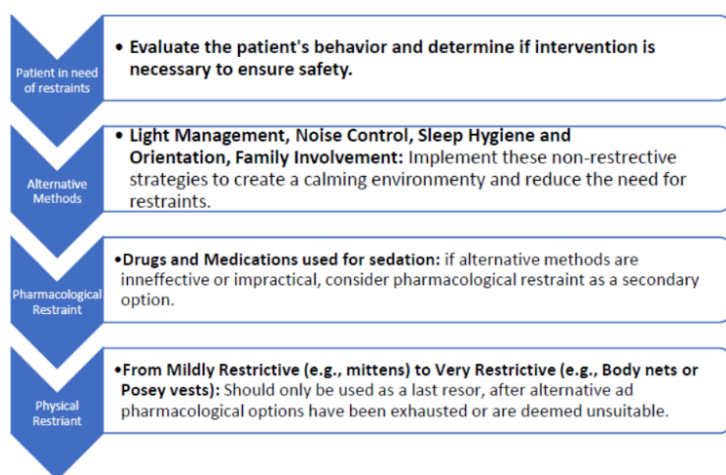 Patient in need
of restraints
• Evaluate the patient's behavior and determine if intervention is
necessary to ensure safety.
Alternative
Methods
• Light Management, Noise Control, Sleep Hygiene and
Orientation, Family Involvement: Implement these non-restrective
strategies to create a calming environmenty and reduce the need for
restraints.
Pharmacological
Restraint
•Drugs and Medications used for sedation: if alternative methods are
inneffective or impractical, consider pharmacological restraint as a secondary
option.
Physical
Restriant
•From Mildly Restrictive (e.g., mittens) to Very Restrictive (e.g., Body nets or
Posey vests): Should only be used as a last resor, after alternative ad
pharmacological options have been exhausted or are deemed unsuitable.